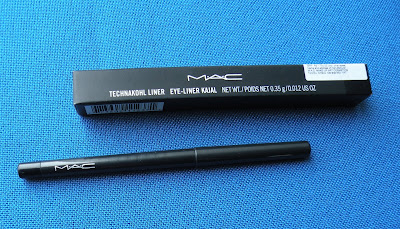 MAC
TECHNAKOHL LINER EYE-LINER KAJAL NET WT./POIDS NET 0.35 g/0.012 US OZ
MAC